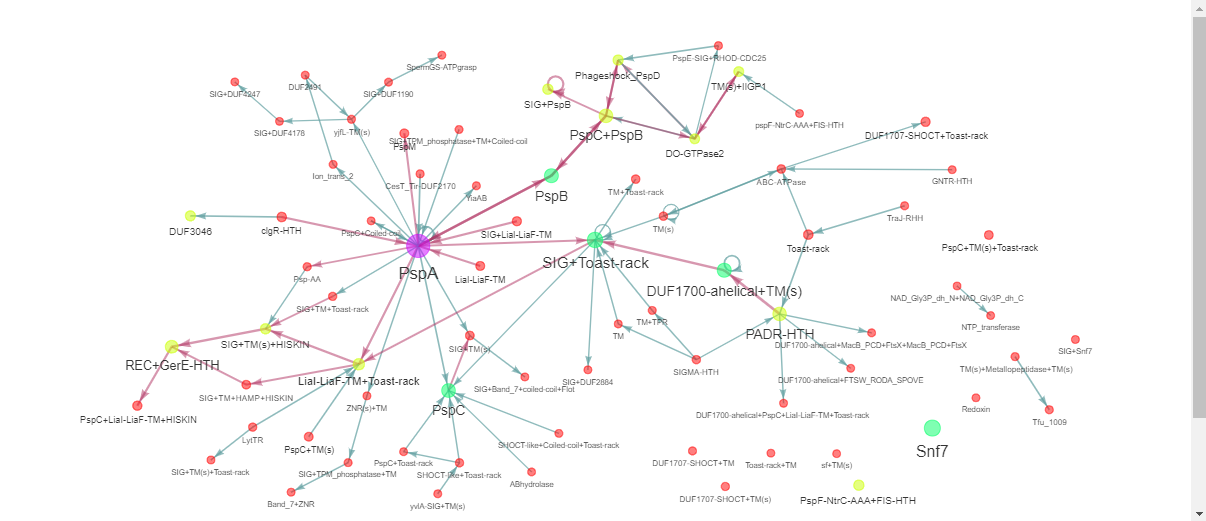 SpermGS-ATPgrasp
PspE-SIG+RHOD-CDC25
Phageshock_PspD
DUF2491
SIG+DUF4247
SIG+DUF1190
TM(s)+IIGP1
SIG+PspB
pspF-NtrC-AAA+FIS-HTH
SIG+DUF4178
yjfL-TM(s)
PspC+PspB
DUF1707-SHOCT+Toast-rack
SIG+TPM_phosphatase+TM+Coiled-coil
PspM
DO-GTPase2
Ion_trans_2
CesT_Tir-DUF2170
ABC-ATPase
GNTR-HTH
YiaAB
PspB
TM+Toast-rack
TraJ-RHH
DUF3046
clgR-HTH
PspC+Coiled-coil
SIG+LiaI-LiaF-TM
TM(s)
Toast-rack
PspC+TM(s)+Toast-rack
PspA
SIG+Toast-rack
Psp-AA
LiaI-LiaF-TM
DUF1700-ahelical+TM(s)
NAD_Gly3P_dh_N+NAD_Gly3P_dh_C
SIG+TM+Toast-rack
TM+TPR
TM
PADR-HTH
NTP_transferase
SIG+TM(s)+HISKIN
SIG+TM(s)
DUF1700-ahelical+MacB_PCD+FtsX+MacB_PCD+FtsX
SIG+Snf7
REC+GerE-HTH
LiaI-LiaF-TM+Toast-rack
SIGMA-HTH
TM(s)+Metallopeptidase+TM(s)
SIG+TM+HAMP+HISKIN
SIG+Band_7+coiled-coil+Flot
SIG+DUF2884
DUF1700-ahelical+FTSW_RODA_SPOVE
PspC+LiaI-LiaF-TM+HISKIN
ZNR(s)+TM
PspC
DUF1700-ahelical+PspC+LiaI-LiaF-TM+Toast-rack
Redoxin
Tfu_1009
LytTR
PspC+TM(s)
SHOCT-like+Coiled-coil+Toast-rack
Snf7
SIG+TM(s)+Toast-rack
SIG+TPM_phosphatase+TM
PspC+Toast-rack
SHOCT-like+Toast-rack
ABhydrolase
DUF1707-SHOCT+TM
Toast-rack+TM
sf+TM(s)
Band_7+ZNR
yvlA-SIG+TM(s)
DUF1707-SHOCT+TM(s)
PspF-NtrC-AAA+FIS-HTH